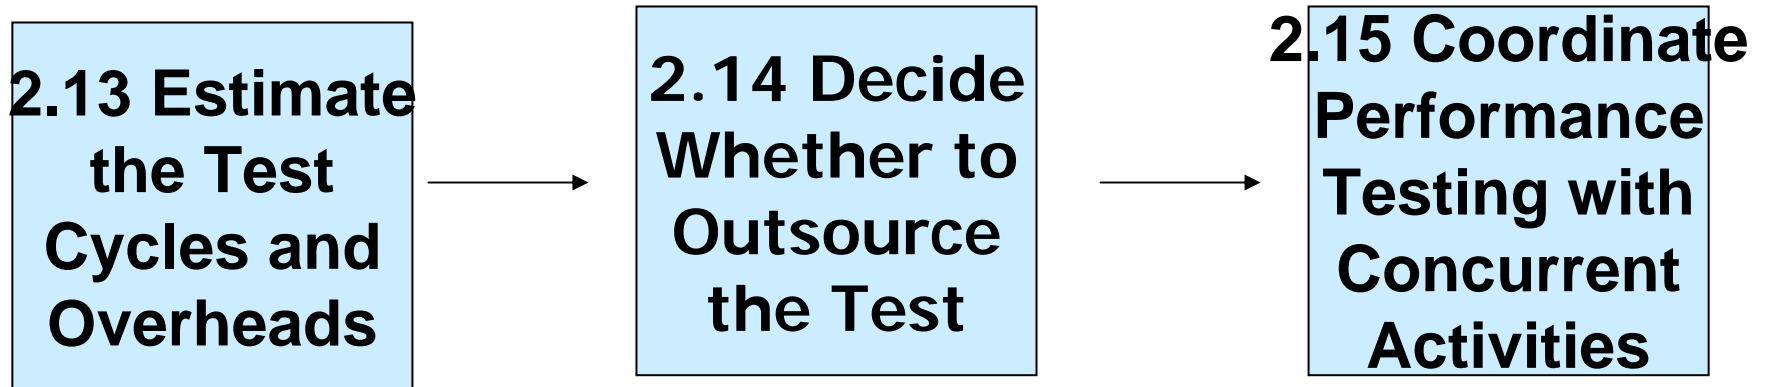 2.13 Estimate
the Test
Cycles and
Overheads
2.14 Decide
Whether to
Outsource
the Test
2.15 Coordinate
Performance
Testing with
Concurrent
Activities